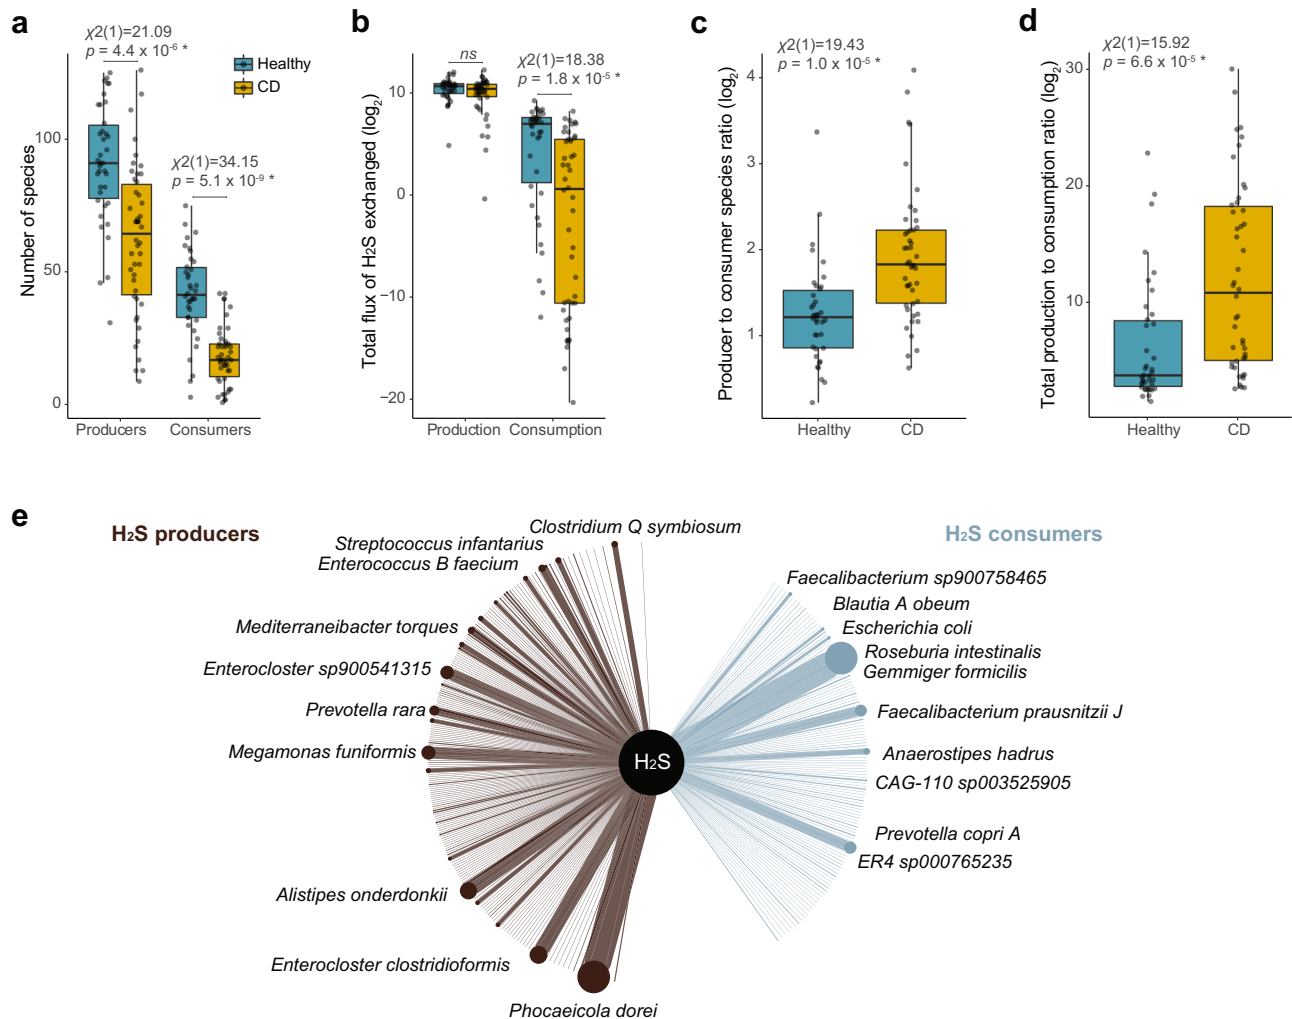 a
χ2(1)=21.09
p = 4.4 x 10-6 *
Healthy
CD
χ2(1)=34.15
p = 5.1 x 10-9 *
Number of species
100
50
0
Producers
Consumers
b
ns
χ2(1)=18.38
p = 1.8 x 10-5 *
Total flux of H2S exchanged (log2)
10
0
−10
−20
Production
Consumption
c
χ2(1)=19.43
p = 1.0 x 10-5 *
Producer to consumer species ratio (log2)
4
3
2
1
Healthy
CD
d
χ2(1)=15.92
p = 6.6 x 10-5 *
Total production to consumption ratio (log2)
30
20
10
Healthy
CD
e
H2S producers
Clostridium Q symbiosum
Streptococcus infantarius
Enterococcus B faecium
Mediterraneibacter torques
Enterocloster sp900541315
Prevotella rara
Megamonas funiformis
Alistipes onderdonkii
Enterocloster clostridioformis
Phocaeicola dorei
H2S
H2S consumers
Faecalibacterium sp900758465
Blautia A obeum
Escherichia coli
Roseburia intestinalis
Gemmiger formicilis
Faecalibacterium prausnitzii J
Anaerostipes hadrus
CAG-110 sp003525905
Prevotella copri A
ER4 sp000765235